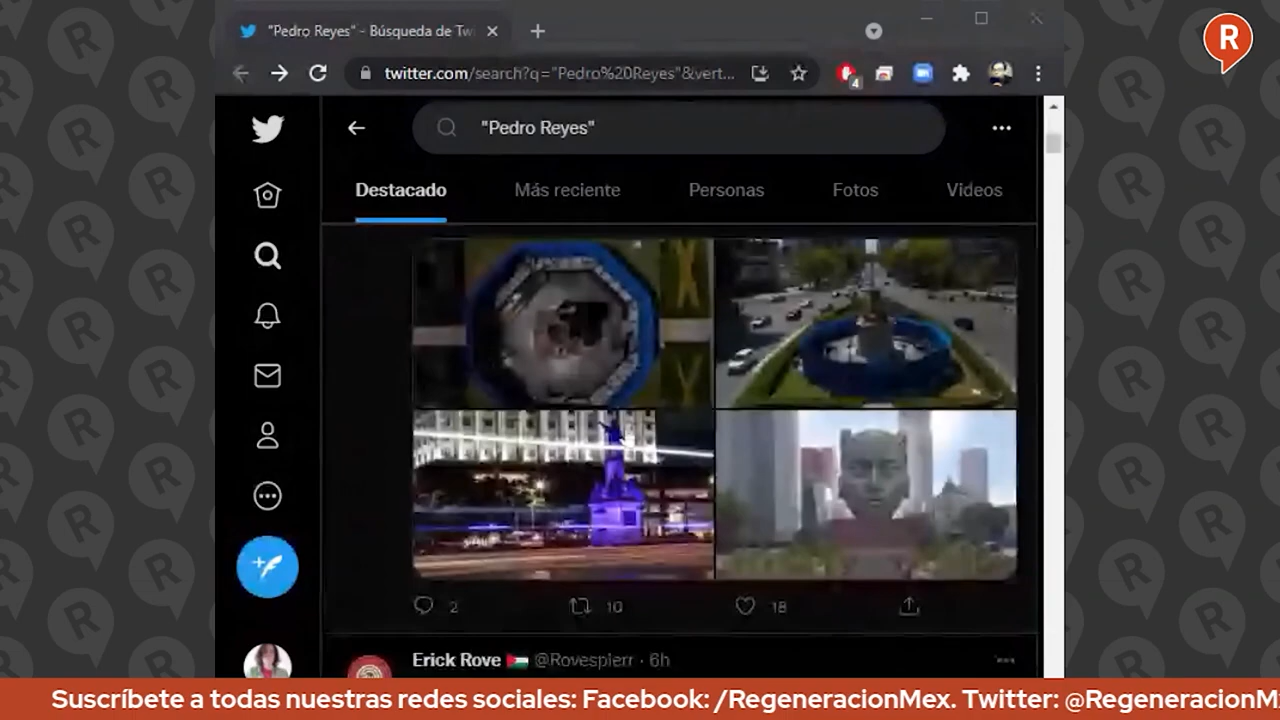 "Pedro Reyes" - Búsqueda de Tw
twitter.com/search?q="Pedro%20Reyes"&vert...
4
"Pedro Reyes"
Destacado
Más reciente
Personas
Fotos
Videos
2
10
18
Erick Rove @Rovespierr · 6h
Suscríbete a todas nuestras redes sociales: Facebook: /RegeneracionMex. Twitter: @RegeneracionM
R